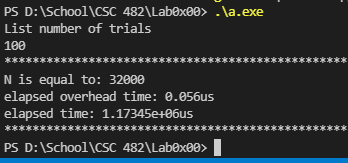 PS D:\School\CSC 482\Lab0x00> .\a.exe
List number of trials
100
**************************************************
N is equal to: 32000
elapsed overhead time: 0.056us
elapsed time: 1.17345e+06us
**************************************************
PS D:\School\CSC 482\Lab0x00>